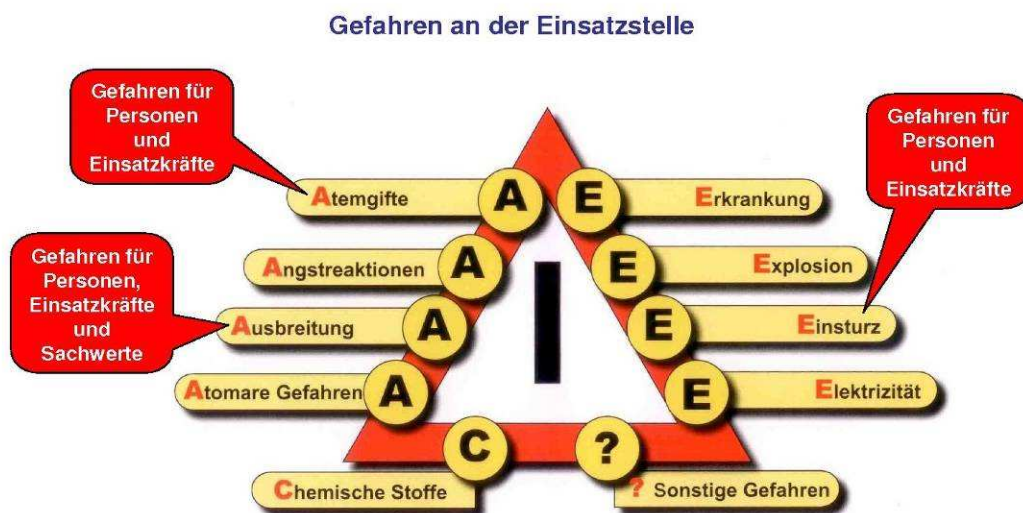 Gefahren an der Einsatzstelle
Gefahren für
Personen
und
Einsatzkräfte
Gefahren für
Personen
und
Einsatzkräfte
Atemgifte
A
E
Erkrankung
Gefahren für
Personen,
Einsatzkräfte
und
Sachwerte
Angstreaktionen
A
E
Explosion
Ausbreitung
A
E
Einsturz
Atomare Gefahren
A
E
Elektrizität
C
?
Chemische Stoffe
? Sonstige Gefahren